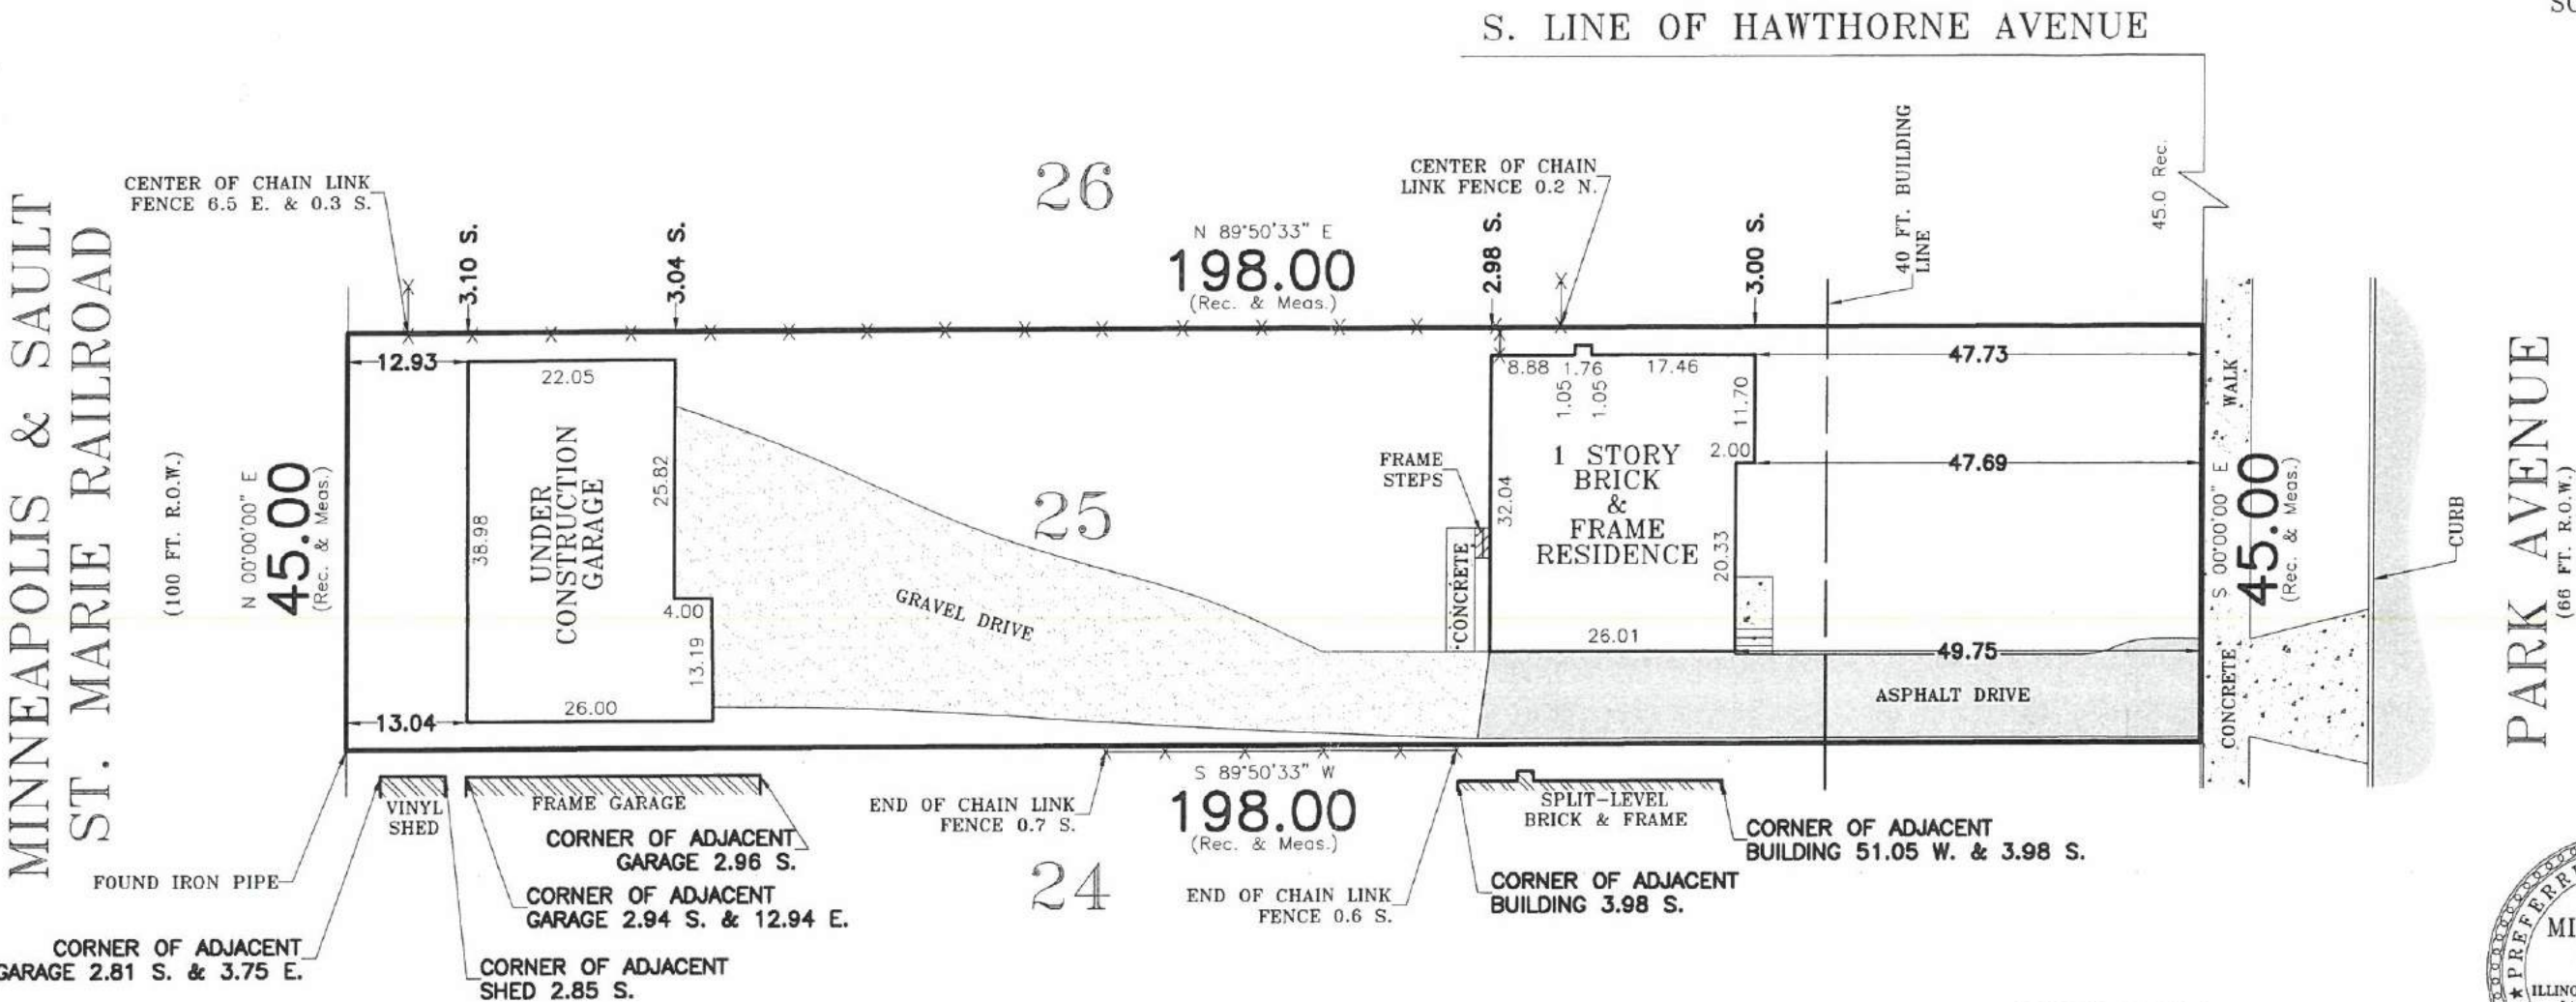 SO
S. LINE OF HAWTHORNE AVENUE
MINNEAPOLIS & SAULT
ST. MARIE RAILROAD
(100 FT. R.O.W.)
CENTER OF CHAIN LINK
FENCE 6.5 E. & 0.3 S.
3.10 S.
3.04 S.
26
N 89°50'33" E
198.00
(Rec. & Meas.)
CENTER OF CHAIN
LINK FENCE 0.2 N.
2.98 S.
3.00 S.
40 FT. BUILDING
LINE
45.0 Rec.
N 00°00'00" E
45.00
(Rec. & Meas.)
12.93
22.05
38.98
UNDER
CONSTRUCTION
GARAGE
25.82
4.00
13.19
26.00
13.04
GRAVEL DRIVE
25
FRAME
STEPS
CONCRETE
8.88
1.76
17.46
1.05
1.05
11.70
2.00
32.04
1 STORY
BRICK
&
FRAME
RESIDENCE
20.33
26.01
47.73
47.69
49.75
ASPHALT DRIVE
CONCRETE WALK
S 00°00'00" E
45.00
(Rec. & Meas.)
CURB
PARK AVENUE
(66 FT. R.O.W.)
VINYL
SHED
FRAME GARAGE
CORNER OF ADJACENT
GARAGE 2.96 S.
CORNER OF ADJACENT
GARAGE 2.94 S. & 12.94 E.
FOUND IRON PIPE
CORNER OF ADJACENT
GARAGE 2.81 S. & 3.75 E.
CORNER OF ADJACENT
SHED 2.85 S.
END OF CHAIN LINK
FENCE 0.7 S.
S 89°50'33" W
198.00
(Rec. & Meas.)
24
END OF CHAIN LINK
FENCE 0.6 S.
SPLIT-LEVEL
BRICK & FRAME
CORNER OF ADJACENT
BUILDING 51.05 W. & 3.98 S.
CORNER OF ADJACENT
BUILDING 3.98 S.
PREFERR
MI
ILLINO